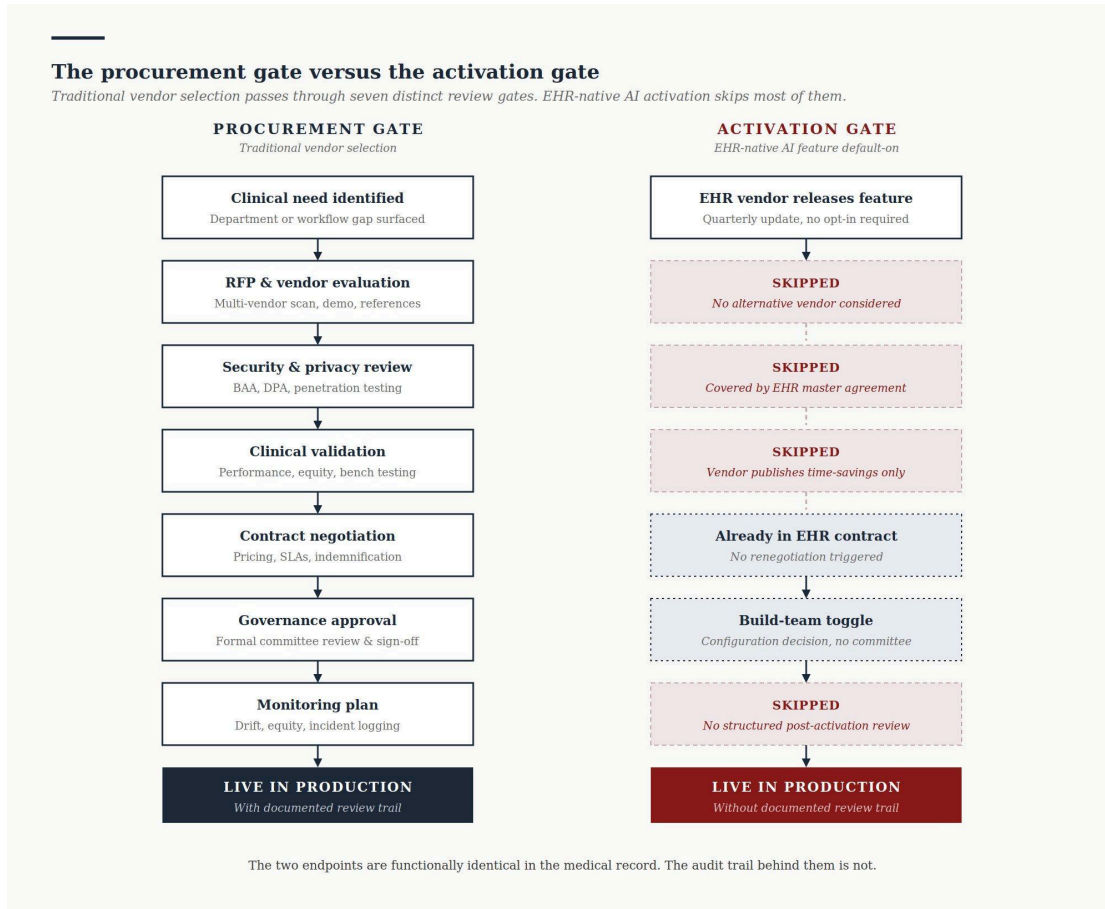 The procurement gate versus the activation gate
Traditional vendor selection passes through seven distinct review gates. EHR-native AI activation skips most of them.
PROCUREMENT GATE
Traditional vendor selection
Clinical need identified
Department or workflow gap surfaced
RFP & vendor evaluation
Multi-vendor scan, demo, references
Security & privacy review
BAA, DPA, penetration testing
Clinical validation
Performance, equity, bench testing
Contract negotiation
Pricing, SLAs, indemnification
Governance approval
Formal committee review & sign-off
Monitoring plan
Drift, equity, incident logging
LIVE IN PRODUCTION
With documented review trail
ACTIVATION GATE
EHR-native AI feature default-on
EHR vendor releases feature
Quarterly update, no opt-in required
SKIPPED
No alternative vendor considered
SKIPPED
Covered by EHR master agreement
SKIPPED
Vendor publishes time-savings only
Already in EHR contract
No renegotiation triggered
Build-team toggle
Configuration decision, no committee
SKIPPED
No structured post-activation review
LIVE IN PRODUCTION
Without documented review trail
The two endpoints are functionally identical in the medical record. The audit trail behind them is not.